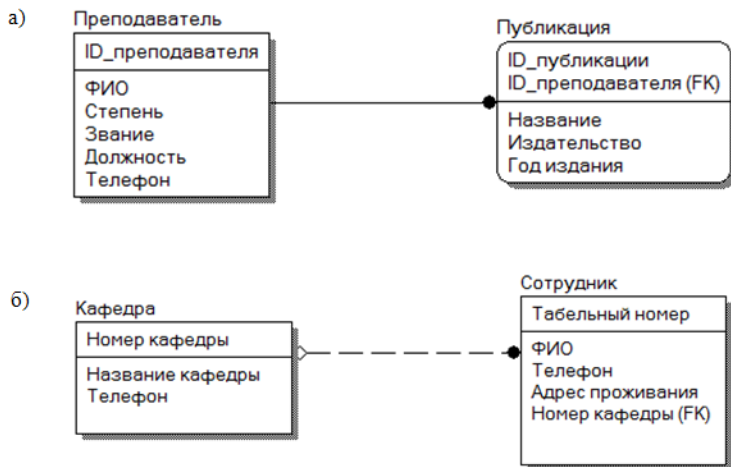 а)
Преподаватель
ID_преподавателя
ФИО
Степень
Звание
Должность
Телефон
Публикация
ID_публикации
ID_преподавателя (FK)
Название
Издательство
Год издания
б)
Кафедра
Номер кафедры
Название кафедры
Телефон
Сотрудник
Табельный номер
ФИО
Телефон
Адрес проживания
Номер кафедры (FK)